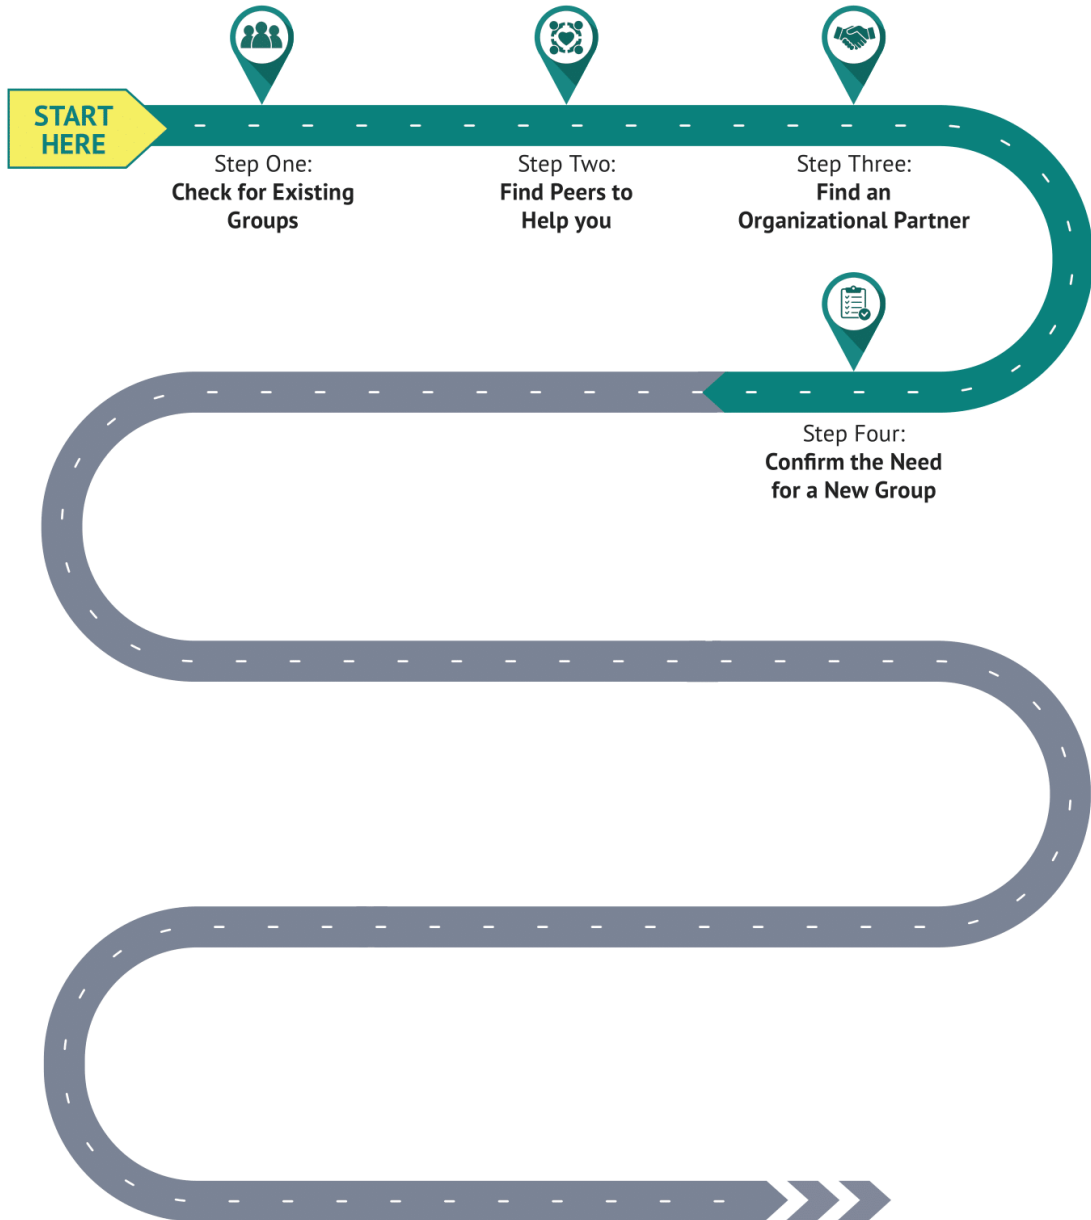 START
HERE
Step One:
Check for Existing
Groups
Step Two:
Find Peers to
Help you
Step Three:
Find an
Organizational Partner
Step Four:
Confirm the Need
for a New Group